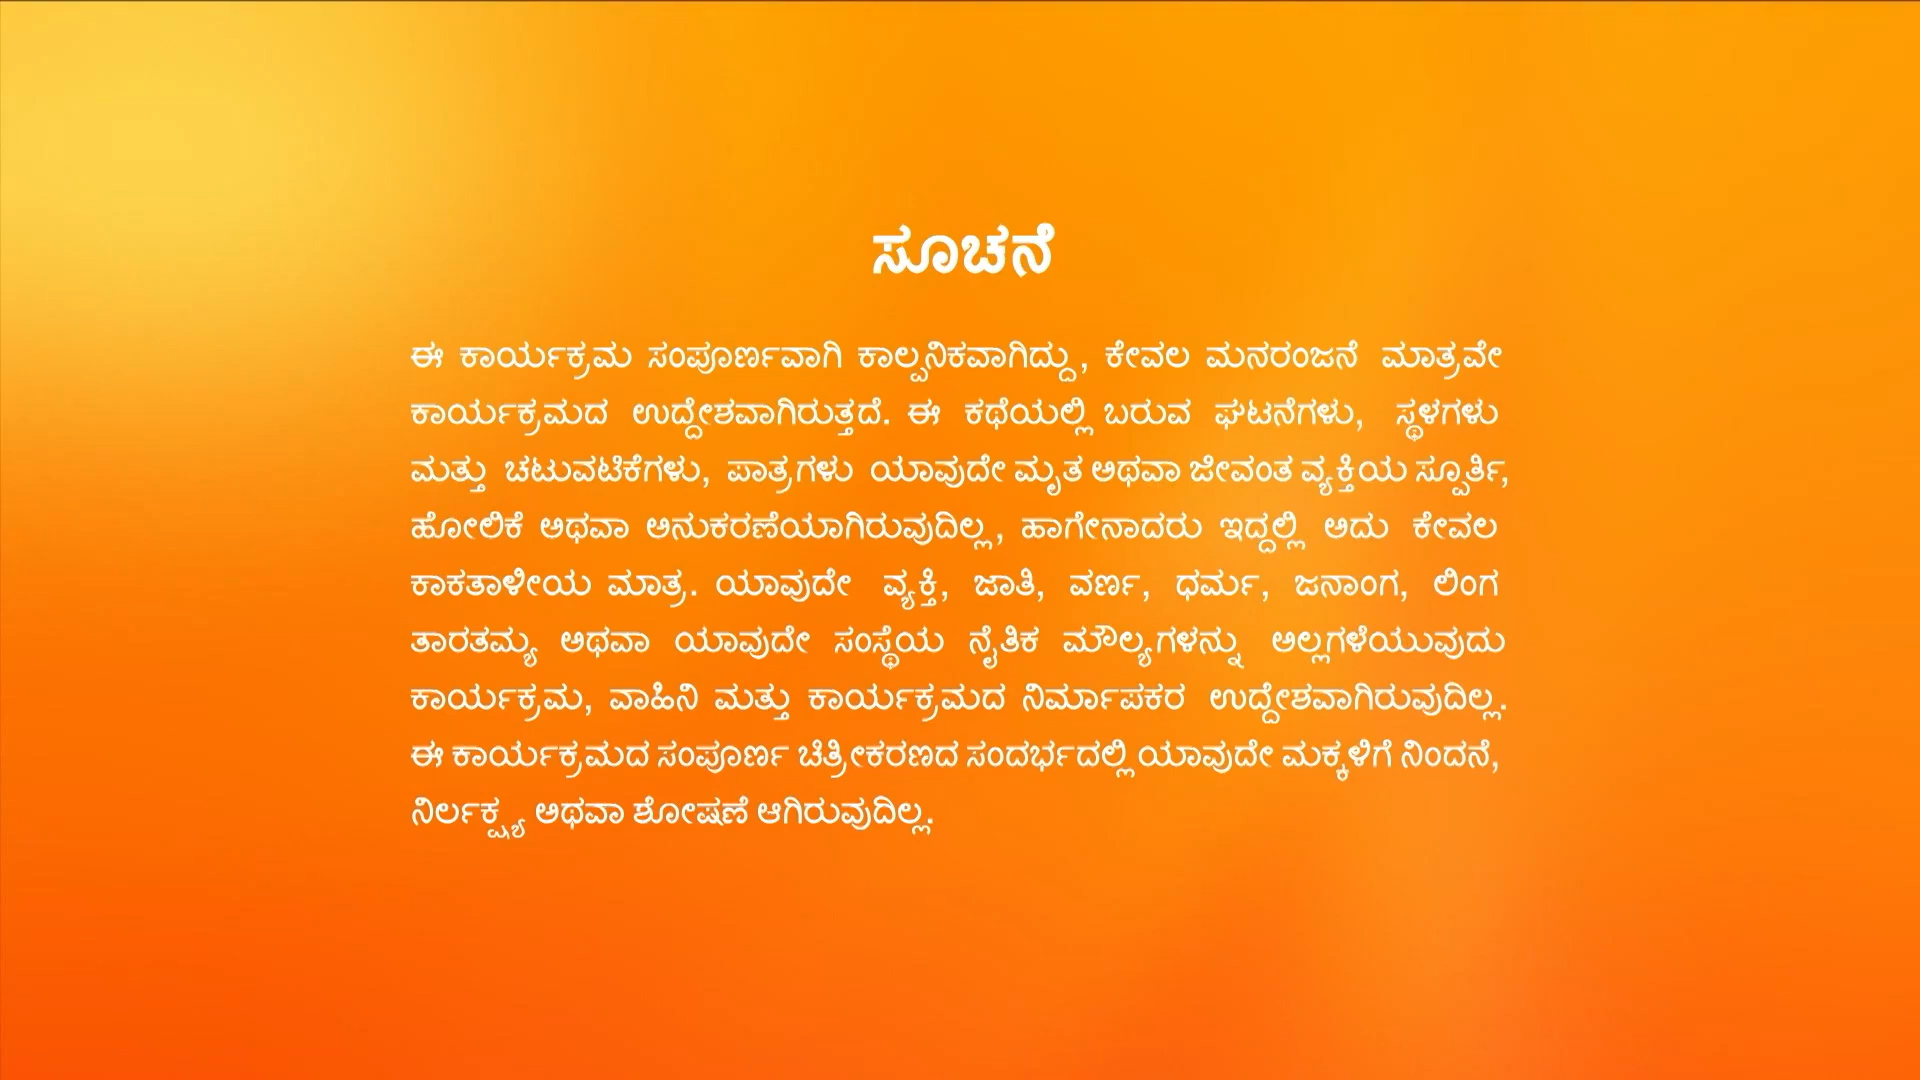 ಸೂಚನೆ
ಈ ಕಾರ್ಯಕ್ರಮ ಸಂಪೂರ್ಣವಾಗಿ ಕಾಲ್ಪನಿಕವಾಗಿದ್ದು, ಕೇವಲ ಮನರಂಜನೆ ಮಾತ್ರವೇ
ಕಾರ್ಯಕ್ರಮದ ಉದ್ದೇಶವಾಗಿರುತ್ತದೆ. ಈ ಕಥೆಯಲ್ಲಿ ಬರುವ ಘಟನೆಗಳು, ಸ್ಥಳಗಳು
ಮತ್ತು ಚಟುವಟಿಕೆಗಳು, ಪಾತ್ರಗಳು ಯಾವುದೇ ಮೃತ ಅಥವಾ ಜೀವಂತ ವ್ಯಕ್ತಿಯ ಸ್ಪೂರ್ತಿ,
ಹೋಲಿಕೆ ಅಥವಾ ಅನುಕರಣೆಯಾಗಿರುವುದಿಲ್ಲ, ಹಾಗೇನಾದರು ಇದ್ದಲ್ಲಿ ಅದು ಕೇವಲ
ಕಾಕತಾಳೀಯ ಮಾತ್ರ. ಯಾವುದೇ ವ್ಯಕ್ತಿ, ಜಾತಿ, ವರ್ಣ, ಧರ್ಮ, ಜನಾಂಗ, ಲಿಂಗ
ತಾರತಮ್ಯ ಅಥವಾ ಯಾವುದೇ ಸಂಸ್ಥೆಯ ನೈತಿಕ ಮೌಲ್ಯಗಳನ್ನು ಅಲ್ಲಗಳೆಯುವುದು
ಕಾರ್ಯಕ್ರಮ, ವಾಹಿನಿ ಮತ್ತು ಕಾರ್ಯಕ್ರಮದ ನಿರ್ಮಾಪಕರ ಉದ್ದೇಶವಾಗಿರುವುದಿಲ್ಲ.
ಈ ಕಾರ್ಯಕ್ರಮದ ಸಂಪೂರ್ಣ ಚಿತ್ರೀಕರಣದ ಸಂದರ್ಭದಲ್ಲಿ ಯಾವುದೇ ಮಕ್ಕಳಿಗೆ ನಿಂದನೆ,
ನಿರ್ಲಕ್ಷ್ಯ ಅಥವಾ ಶೋಷಣೆ ಆಗಿರುವುದಿಲ್ಲ.